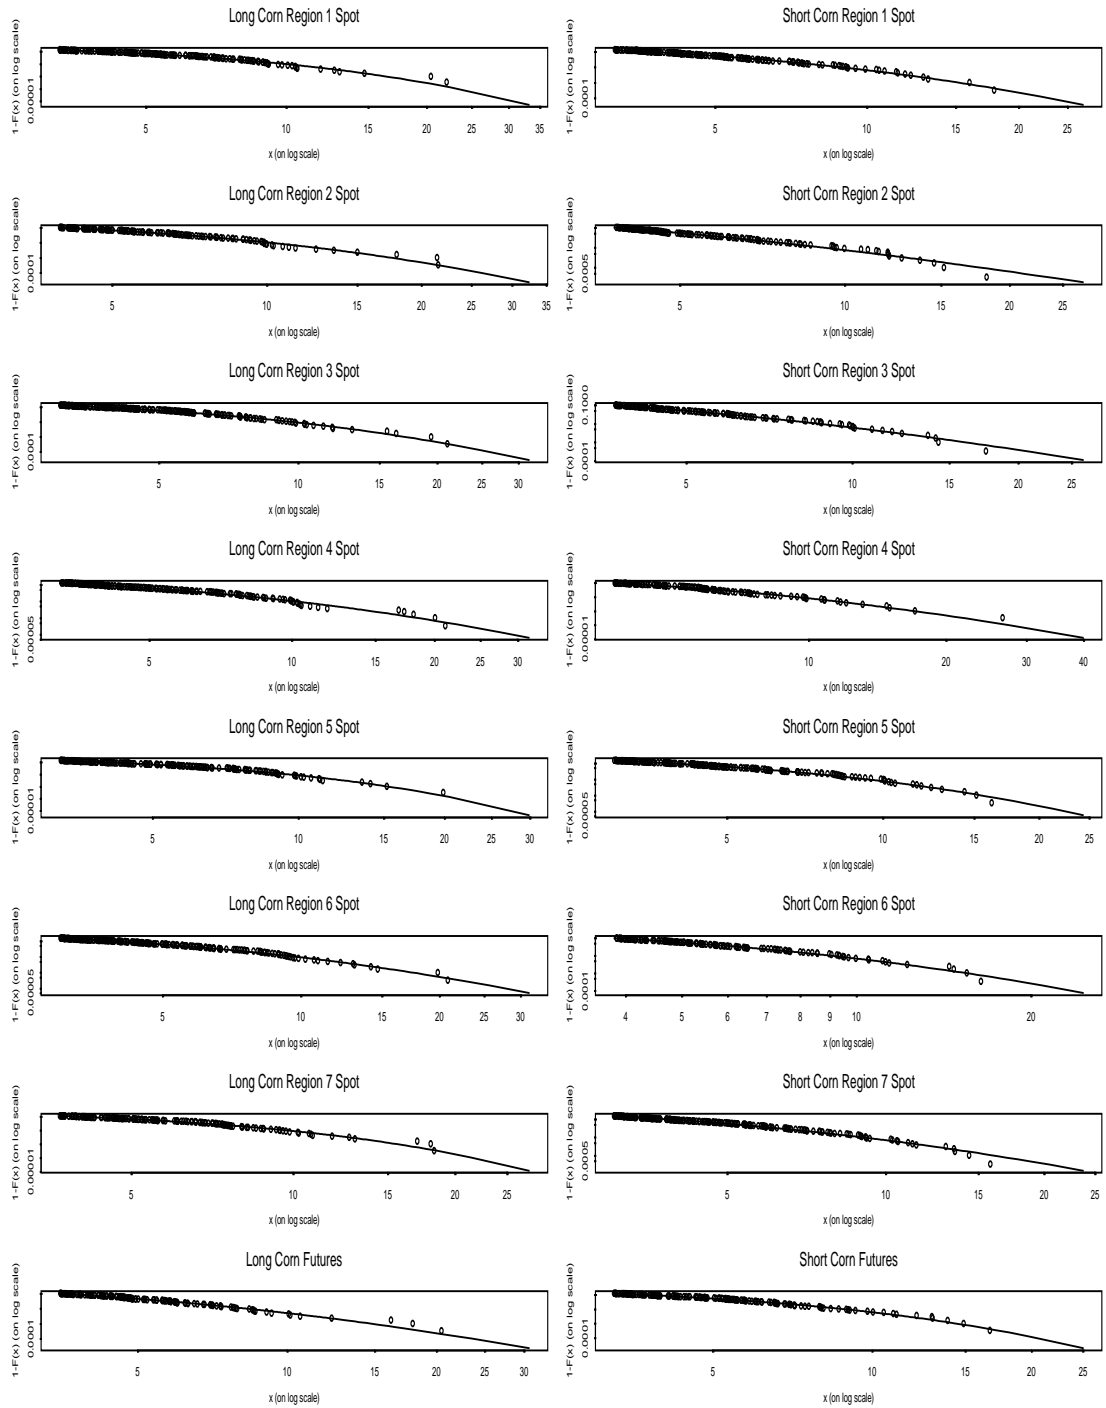 Long Corn Region 1 Spot
1-F(x) (on log scale)
0.00001
5 10 15 20 25 30 35
x (on log scale)
Short Corn Region 1 Spot
1-F(x) (on log scale)
0.0001
5 10 15 20 25
x (on log scale)
Long Corn Region 2 Spot
1-F(x) (on log scale)
0.0001
5 10 15 20 25 30 35
x (on log scale)
Short Corn Region 2 Spot
1-F(x) (on log scale)
0.0005
5 10 15 20 25
x (on log scale)
Long Corn Region 3 Spot
1-F(x) (on log scale)
0.0001
5 10 15 20 25 30
x (on log scale)
Short Corn Region 3 Spot
1-F(x) (on log scale)
0.0001 0.1000
5 10 15 20 25
x (on log scale)
Long Corn Region 4 Spot
1-F(x) (on log scale)
0.00005
5 10 15 20 25 30
x (on log scale)
Short Corn Region 4 Spot
1-F(x) (on log scale)
0.0001
10 20 30 40
x (on log scale)
Long Corn Region 5 Spot
1-F(x) (on log scale)
0.00001
5 10 15 20 25 30
x (on log scale)
Short Corn Region 5 Spot
1-F(x) (on log scale)
0.00005
5 10 15 20 25
x (on log scale)
Long Corn Region 6 Spot
1-F(x) (on log scale)
0.00005
5 10 15 20 25 30
x (on log scale)
Short Corn Region 6 Spot
1-F(x) (on log scale)
0.0001
4 5 6 7 8 9 10 20
x (on log scale)
Long Corn Region 7 Spot
1-F(x) (on log scale)
0.00001
5 10 15 20 25
x (on log scale)
Short Corn Region 7 Spot
1-F(x) (on log scale)
0.0005
5 10 15 20 25
x (on log scale)
Long Corn Futures
1-F(x) (on log scale)
0.0001
5 10 15 20 25 30
x (on log scale)
Short Corn Futures
1-F(x) (on log scale)
0.0001
5 10 15 20 25
x (on log scale)